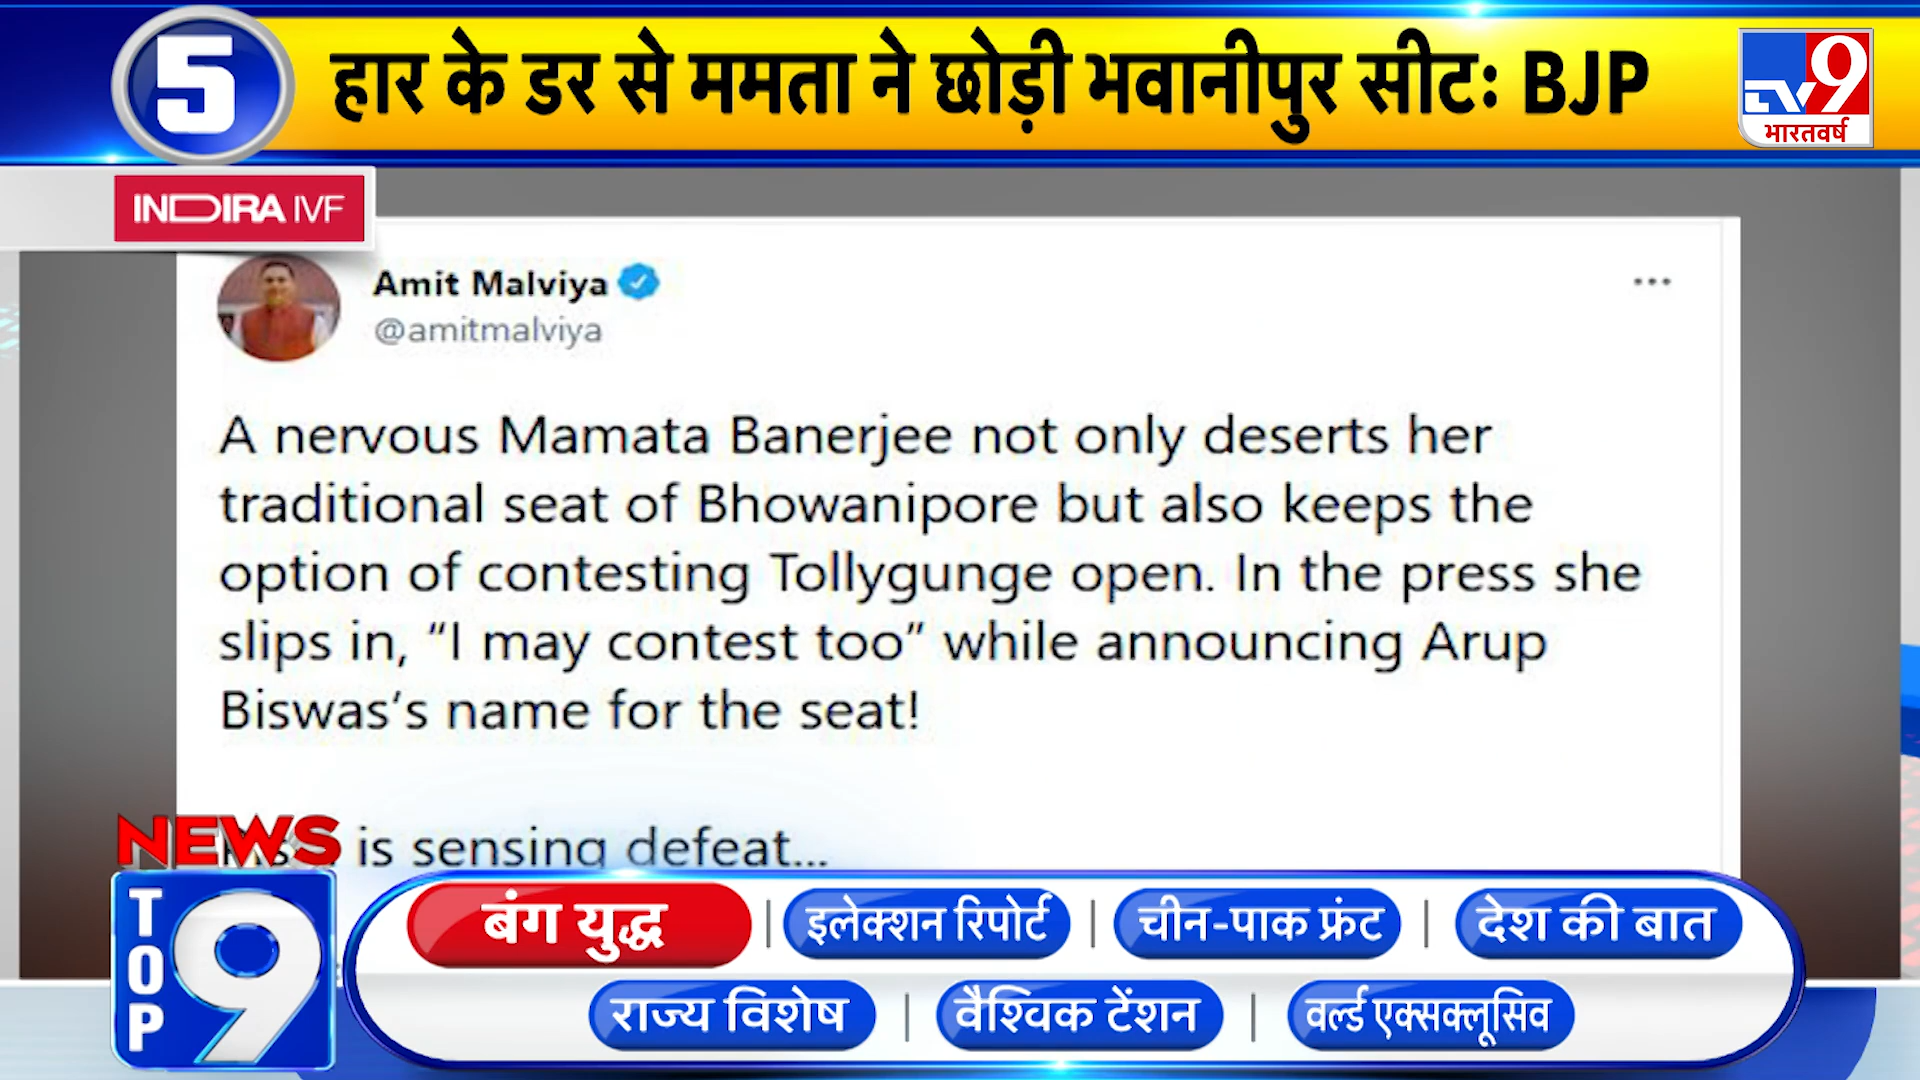 5
हार के डर से ममता ने छोड़ी भवानीपुर सीटः BJP
TV9
भारतवर्ष
INDIRA IVF
Amit Malviya
@amitmalviya
A nervous Mamata Banerjee not only deserts her
traditional seat of Bhowanipore but also keeps the
option of contesting Tollygunge open. In the press she
slips in, “I may contest too” while announcing Arup
Biswas’s name for the seat!
is sensing defeat...
NEWS
TOP 9
बंग युद्ध | इलेक्शन रिपोर्ट | चीन-पाक फ्रंट | देश की बात
राज्य विशेष | वैश्विक टेंशन | वर्ल्ड एक्सक्लूसिव